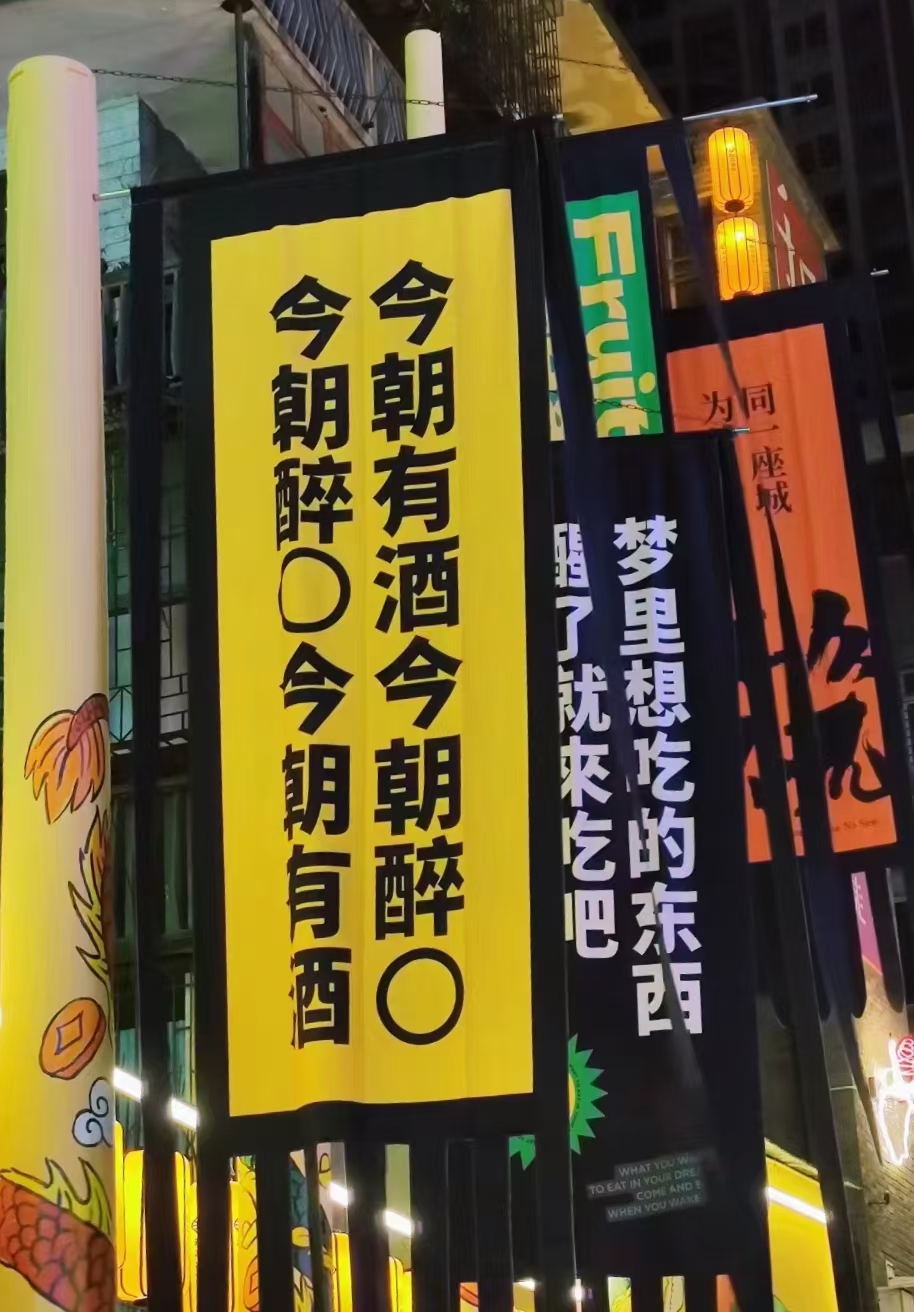 今朝有酒今朝醉〇
今朝醉〇今朝有酒
Fruit
梦里想吃的东西
醒了就来吃吧
同一座城
为
WHAT YOU
TO EAT IN YOUR
COME AND
WHEN YOU WAKE